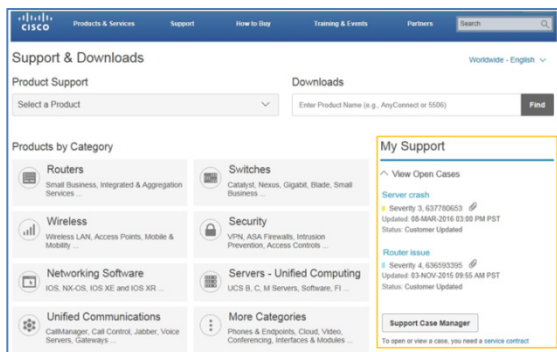 CISCO
Products & Services Support How to Buy Training & Events Partners Search
Support & Downloads
Worldwide - English
Product Support
Select a Product
Downloads
Enter Product Name (e.g., AnyConnect or 5506) Find
Products by Category
Routers
Small Business, Integrated & Aggregation
Services ...
Switches
Catalyst, Nexus, Gigabit, Blade, Small
Business ...
Wireless
Wireless LAN, Access Points, Mobile &
Mobility ...
Security
VPN, ASA Firewalls, Intrusion
Prevention, Access Controls ...
Networking Software
IOS, NX-OS, IOS XE and IOS XR ...
Servers - Unified Computing
UCS B, C, M Servers, Software, FI ...
Unified Communications
CallManager, Call Control, Jabber, Voice
Servers, Gateways ...
More Categories
Phones & Endpoints, Cloud, Video,
Conferencing, Interfaces & Modules ...
My Support
View Open Cases
Server crash
Severity 3, 637760653
Updated: 08-MAR-2016 03:00 PM PST
Status: Customer Updated
Router issue
Severity 4, 636593395
Updated: 03-NOV-2015 09:55 AM PST
Status: Customer Updated
Support Case Manager
To open or view a case, you need a service contract